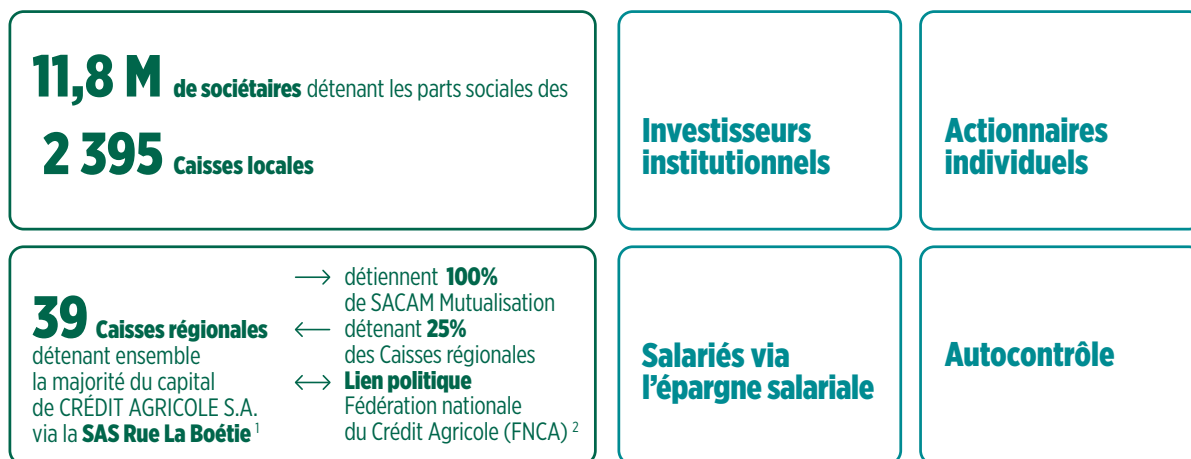 11,8 M de sociétaires détenant les parts sociales des
2 395 Caisses locales
Investisseurs
institutionnels
Actionnaires
individuels
39 Caisses régionales
détenant ensemble
la majorité du capital
de CRÉDIT AGRICOLE S.A.
via la SAS Rue La Boétie 1
→ détiennent 100%
de SACAM Mutualisation
← détenant 25%
des Caisses régionales
↔ Lien politique
Fédération nationale
du Crédit Agricole (FNCA) 2
Salariés via
l’épargne salariale
Autocontrôle